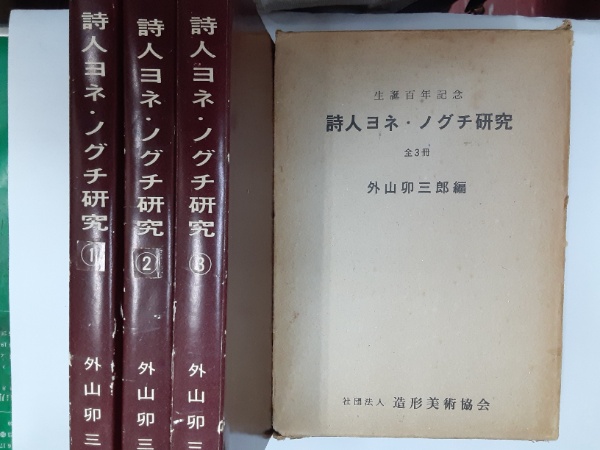 詩人ヨネ・ノグチ研究
①
外山卯三
詩人ヨネ・ノグチ研究
②
外山卯三
詩人ヨネ・ノグチ研究
③
外山卯三
生誕百年記念
詩人ヨネ・ノグチ研究
全3冊
外山卯三郎編
社団法人 造形美術協会